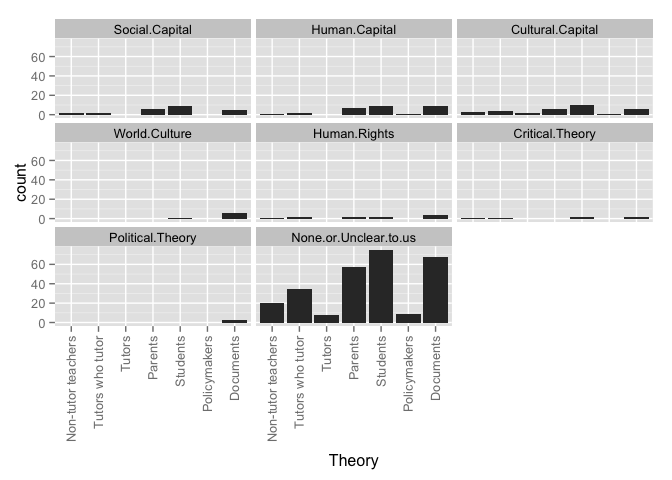 Social.Capital Human.Capital Cultural.Capital
60
40
20
0
World.Culture Human.Rights Critical.Theory
60
40
20
0
Political.Theory None.or.Unclear.to.us
60
40
20
0
count
Non-tutor teachers Tutors who tutor Tutors Parents Students Policymakers Documents Non-tutor teachers Tutors who tutor Tutors Parents Students Policymakers Documents
Theory